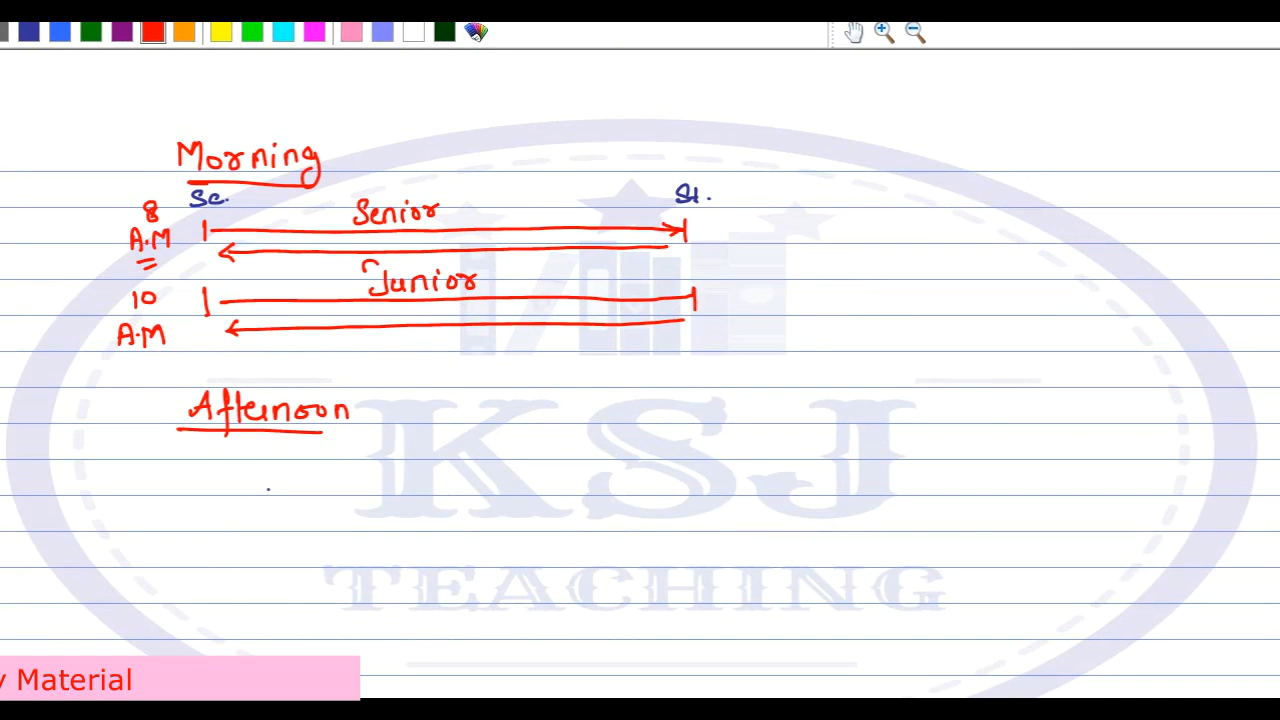 Morning
Sc. St.
8 Senior
A.M
Junior
10
A.M
Afternoon
KSJ
TEACHING
y Material